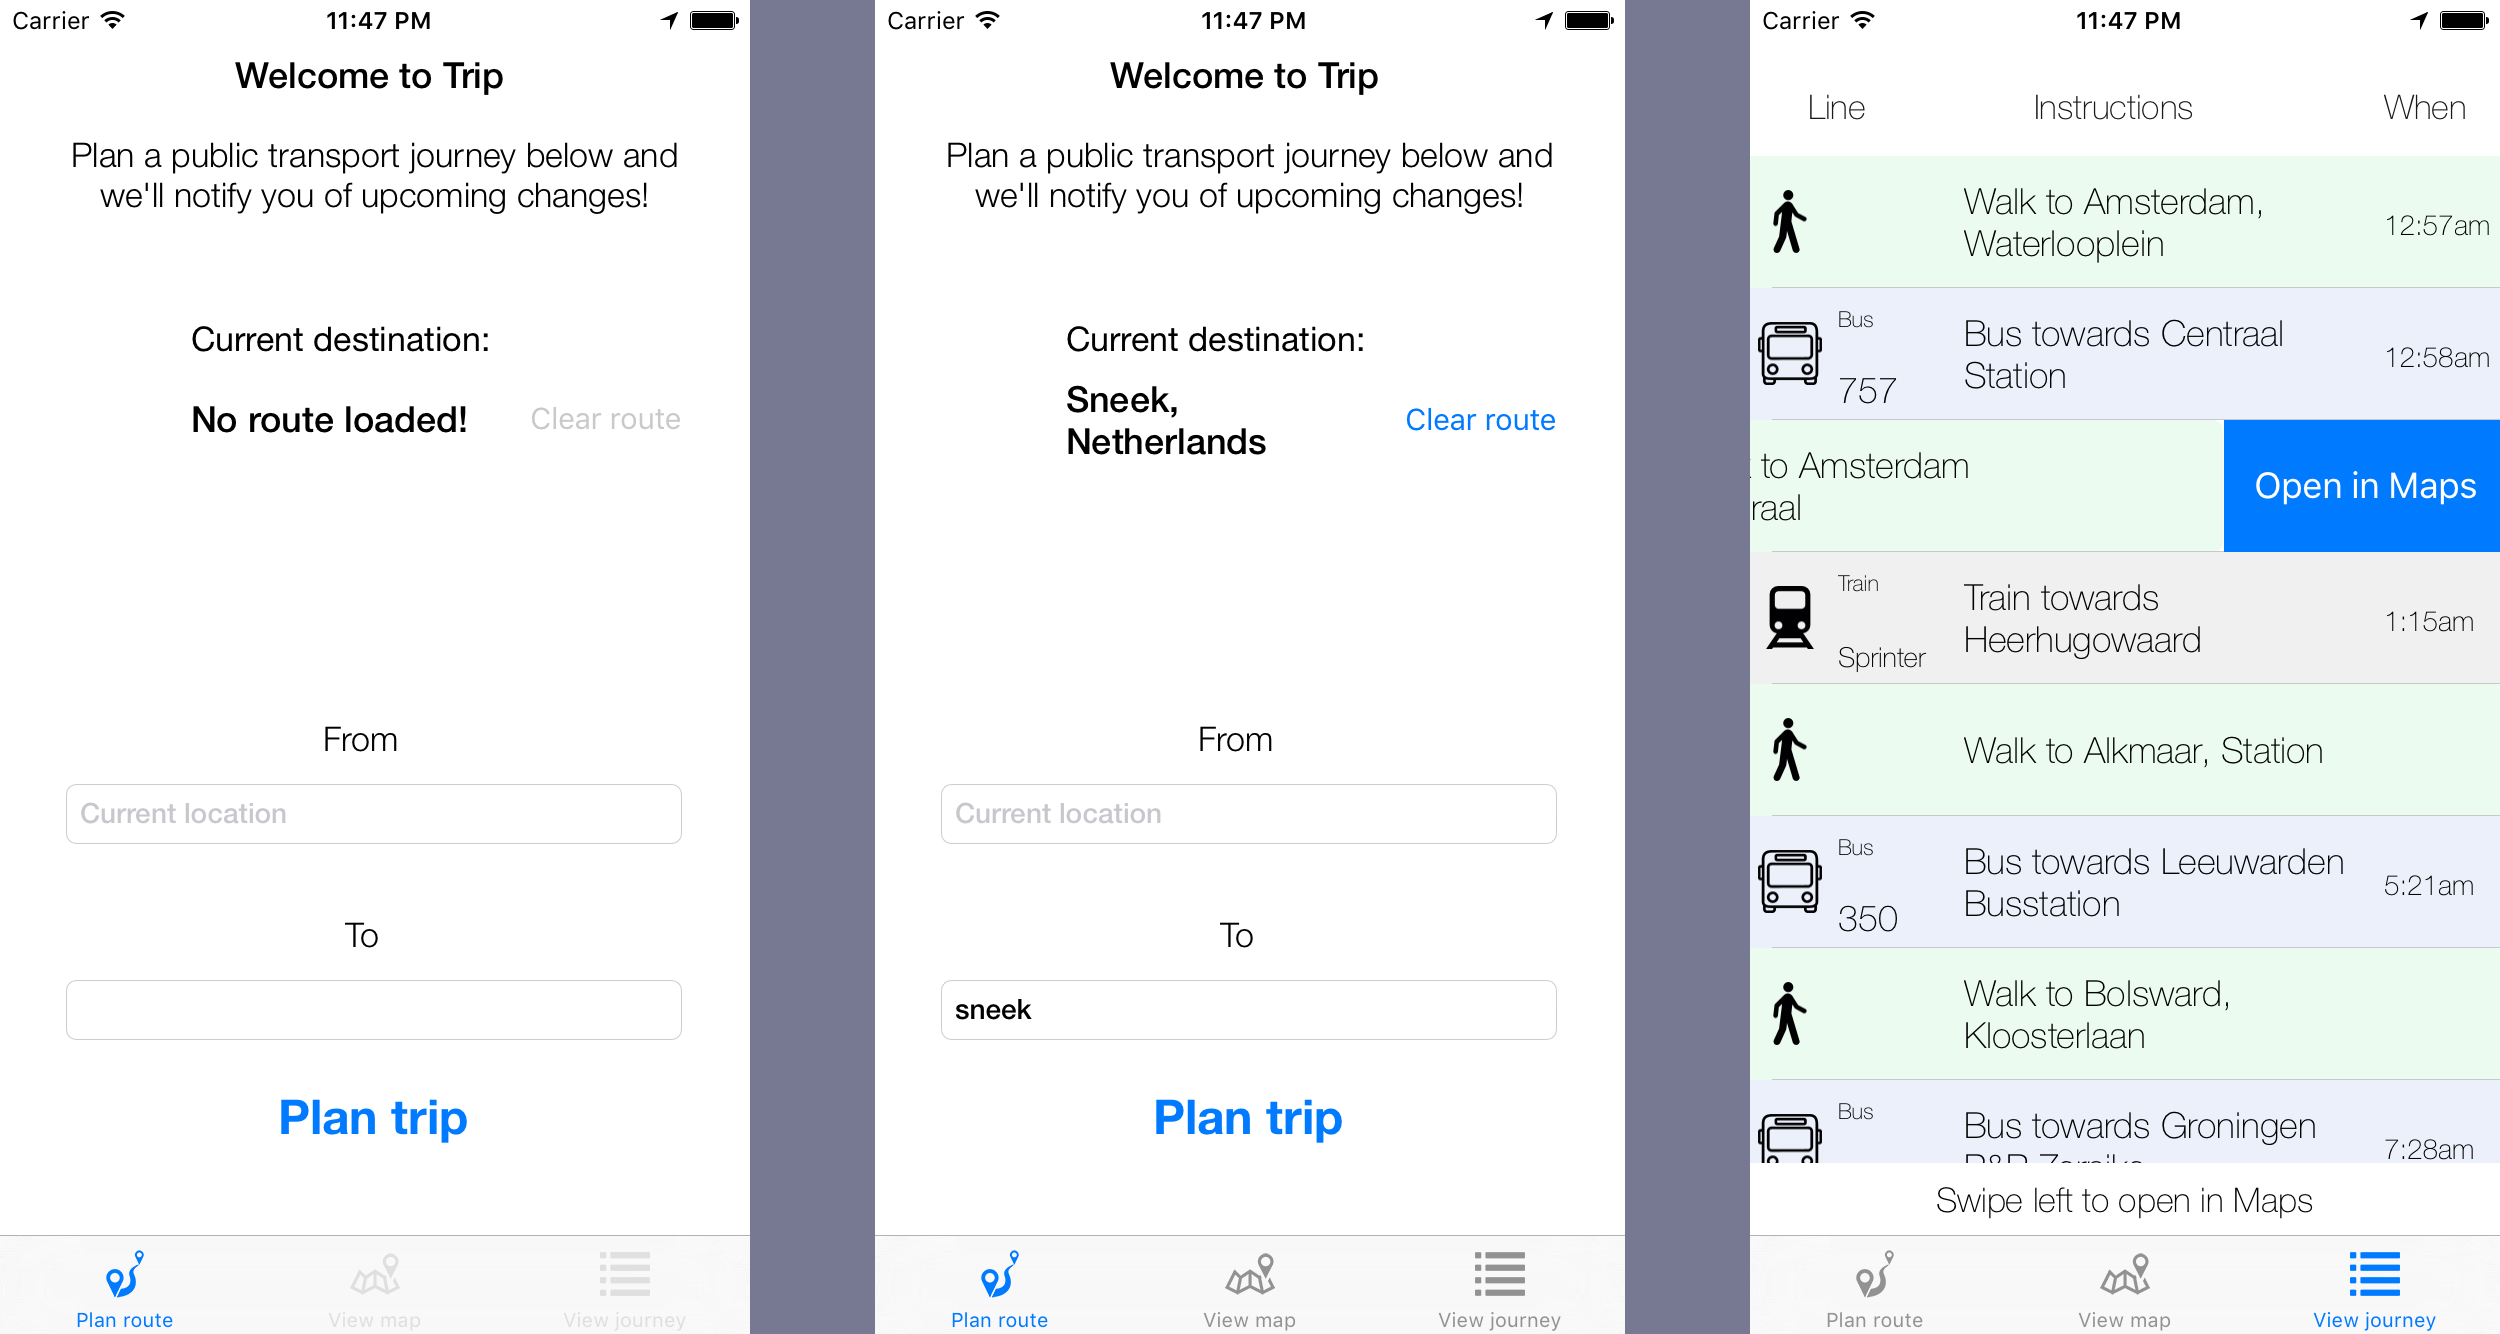 Carrier 11:47 PM
Welcome to Trip
Plan a public transport journey below and
we'll notify you of upcoming changes!
Current destination:
No route loaded! Clear route
From
Current location
To
Plan trip
Plan route View map View journey
Carrier 11:47 PM
Welcome to Trip
Plan a public transport journey below and
we'll notify you of upcoming changes!
Current destination:
Sneek,
Netherlands
Clear route
From
Current location
To
sneek
Plan trip
Plan route View map View journey
Carrier 11:47 PM
Line Instructions When
Walk to Amsterdam,
Waterlooplein
12:57am
Bus
757
Bus towards Centraal
Station
12:58am
to Amsterdam
raal
Open in Maps
Train
Sprinter
Train towards
Heerhugowaard
1:15am
Walk to Alkmaar, Station
Bus
350
Bus towards Leeuwarden
Busstation
5:21am
Walk to Bolsward,
Kloosterlaan
Bus
Bus towards Groningen
7:28am
Swipe left to open in Maps
Plan route View map View journey